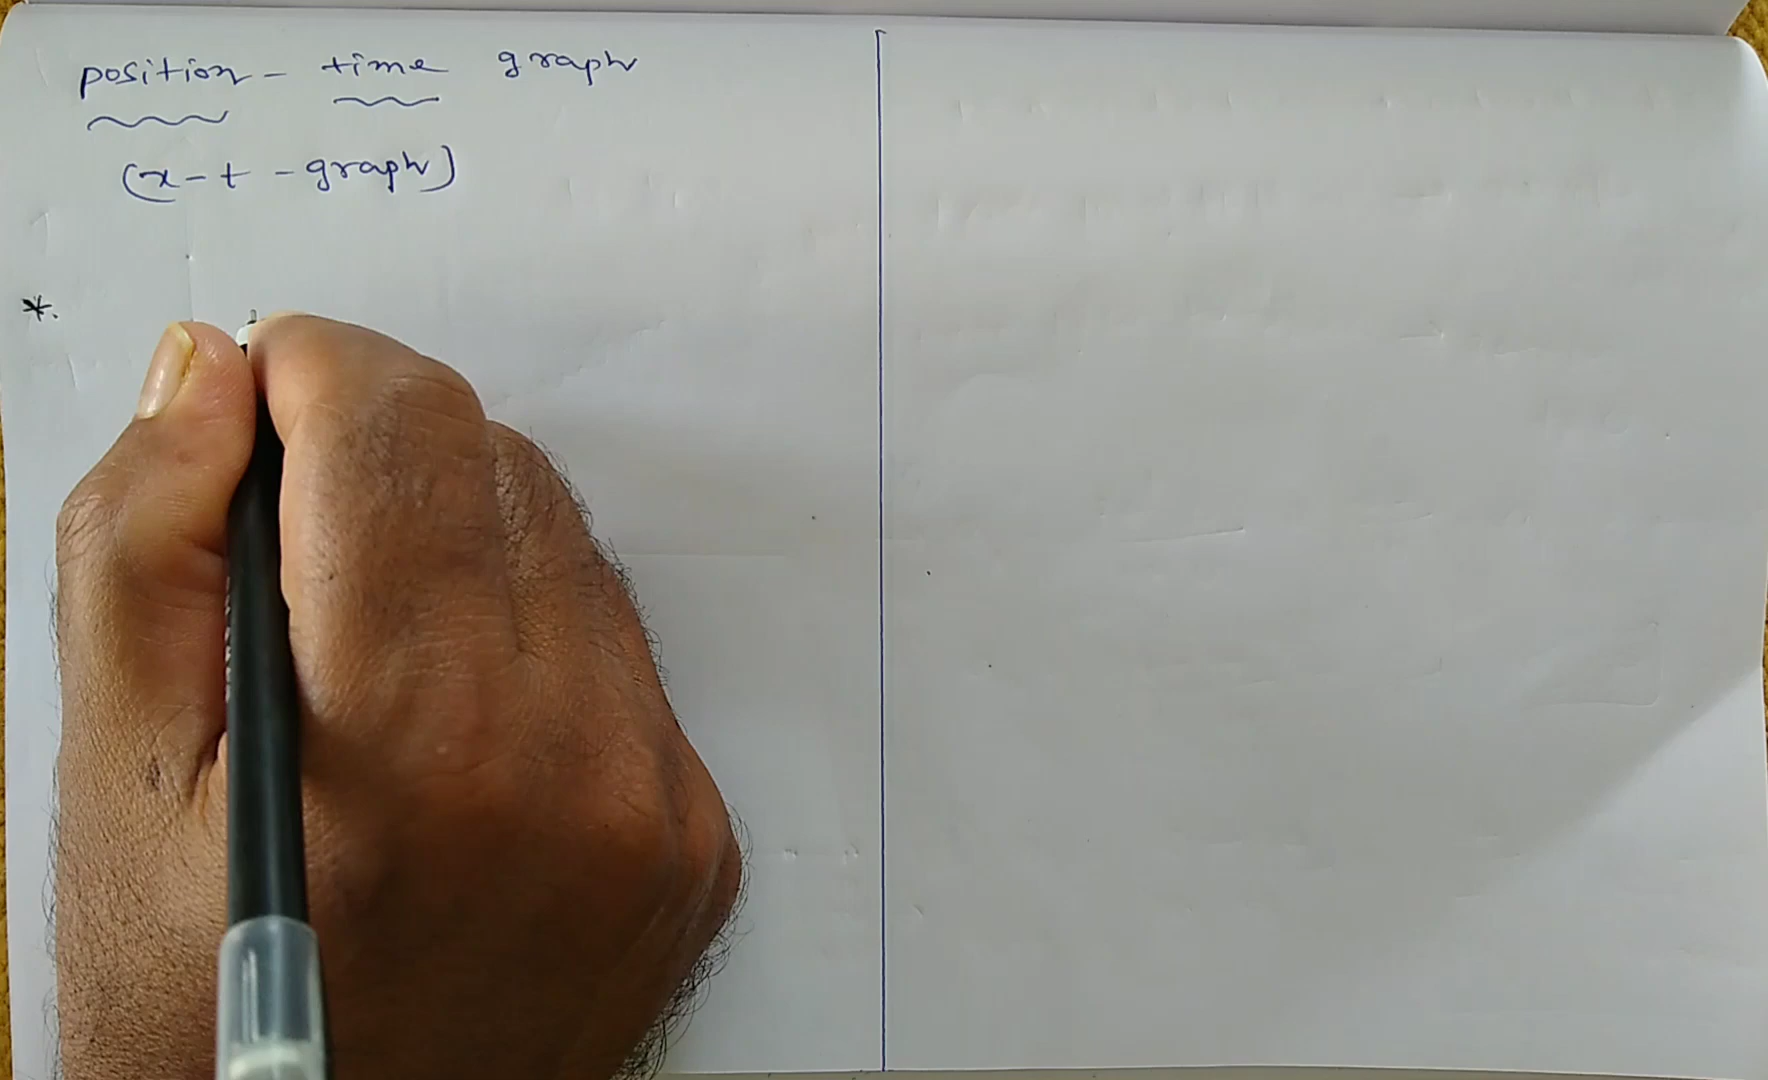 position - time graph
(x-t-graph)
*.